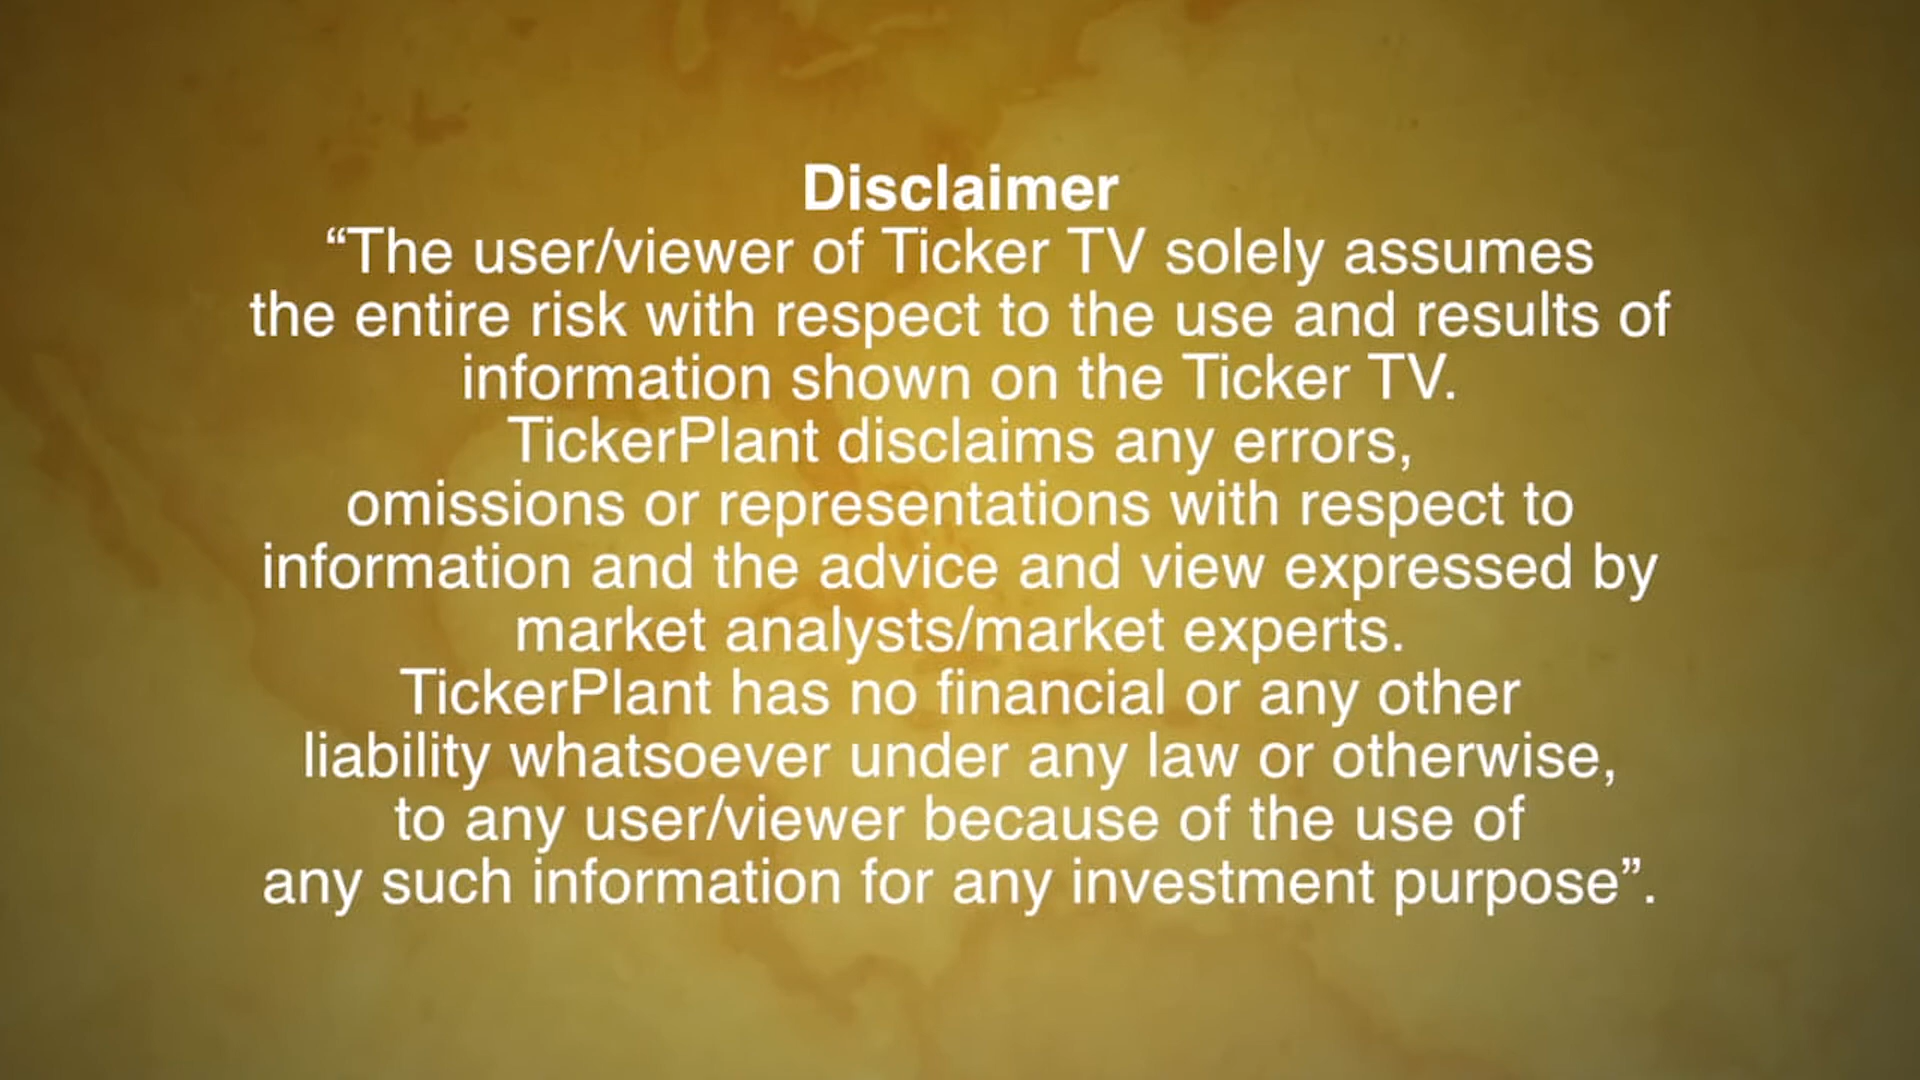 Disclaimer
“The user/viewer of Ticker TV solely assumes
the entire risk with respect to the use and results of
information shown on the Ticker TV.
TickerPlant disclaims any errors,
omissions or representations with respect to
information and the advice and view expressed by
market analysts/market experts.
TickerPlant has no financial or any other
liability whatsoever under any law or otherwise,
to any user/viewer because of the use of
any such information for any investment purpose”.